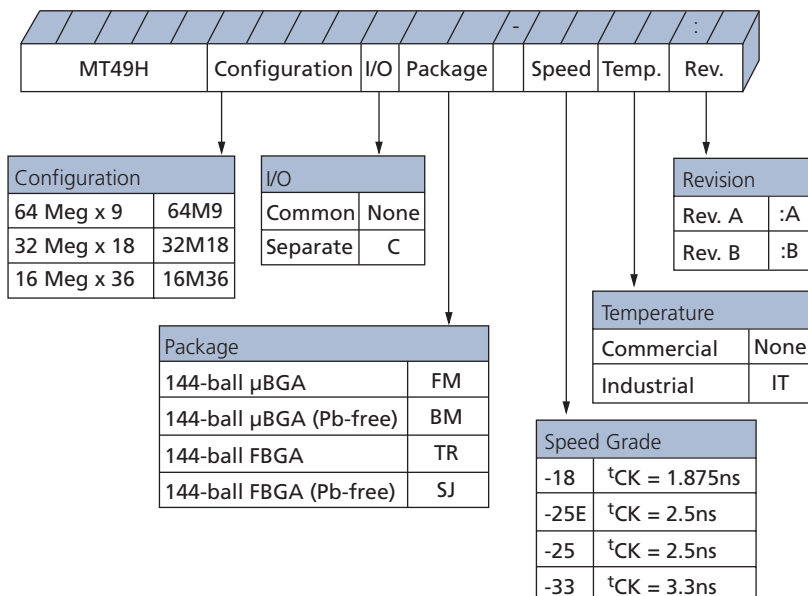 - :
MT49H Configuration I/O Package Speed Temp. Rev.
Configuration
64 Meg x 9 64M9
32 Meg x 18 32M18
16 Meg x 36 16M36
I/O
Common None
Separate C
Revision
Rev. A :A
Rev. B :B
Package
144-ball µBGA FM
144-ball µBGA (Pb-free) BM
144-ball FBGA TR
144-ball FBGA (Pb-free) SJ
Temperature
Commercial None
Industrial IT
Speed Grade
-18 tCK = 1.875ns
-25E tCK = 2.5ns
-25 tCK = 2.5ns
-33 tCK = 3.3ns